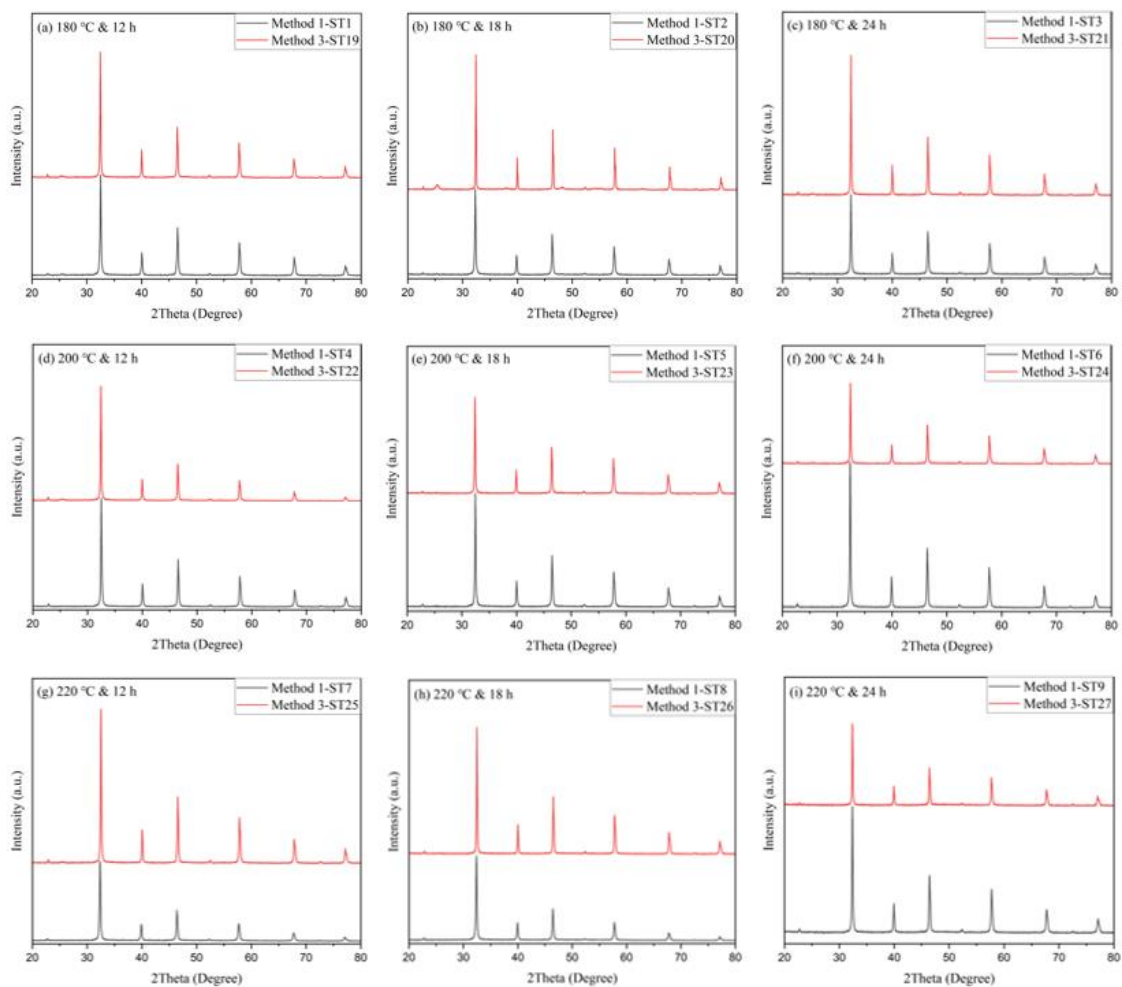 (a) 180 ℃ & 12 h
Method 1-ST1
Method 3-ST19
Intensity (a.u.)
20 30 40 50 60 70 80
2Theta (Degree)
(b) 180 ℃ & 18 h
Method 1-ST2
Method 3-ST20
Intensity (a.u.)
20 30 40 50 60 70 80
2Theta (Degree)
(c) 180 ℃ & 24 h
Method 1-ST3
Method 3-ST21
Intensity (a.u.)
20 30 40 50 60 70 80
2Theta (Degree)
(d) 200 ℃ & 12 h
Method 1-ST4
Method 3-ST22
Intensity (a.u.)
20 30 40 50 60 70 80
2Theta (Degree)
(e) 200 ℃ & 18 h
Method 1-ST5
Method 3-ST23
Intensity (a.u.)
20 30 40 50 60 70 80
2Theta (Degree)
(f) 200 ℃ & 24 h
Method 1-ST6
Method 3-ST24
Intensity (a.u.)
20 30 40 50 60 70 80
2Theta (Degree)
(g) 220 ℃ & 12 h
Method 1-ST7
Method 3-ST25
Intensity (a.u.)
20 30 40 50 60 70 80
2Theta (Degree)
(h) 220 ℃ & 18 h
Method 1-ST8
Method 3-ST26
Intensity (a.u.)
20 30 40 50 60 70 80
2Theta (Degree)
(i) 220 ℃ & 24 h
Method 1-ST9
Method 3-ST27
Intensity (a.u.)
20 30 40 50 60 70 80
2Theta (Degree)